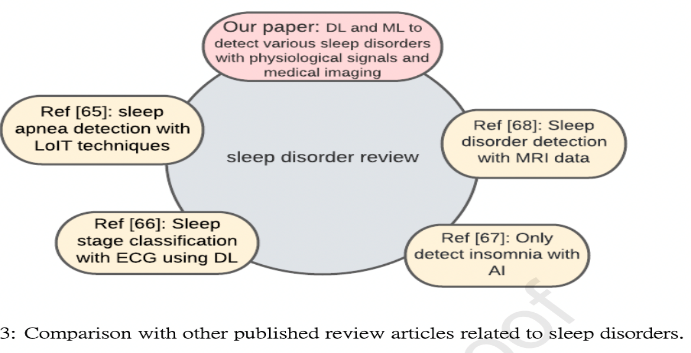 Our paper: DL and ML to
detect various sleep disorders
with physiological signals and
medical imaging
Ref [65]: sleep
apnea detection with
LoIT techniques
sleep disorder review
Ref [68]: Sleep
disorder detection
with MRI data
Ref [66]: Sleep
stage classification
with ECG using DL
Ref [67]: Only
detect insomnia with
AI
3: Comparison with other published review articles related to sleep disorders.